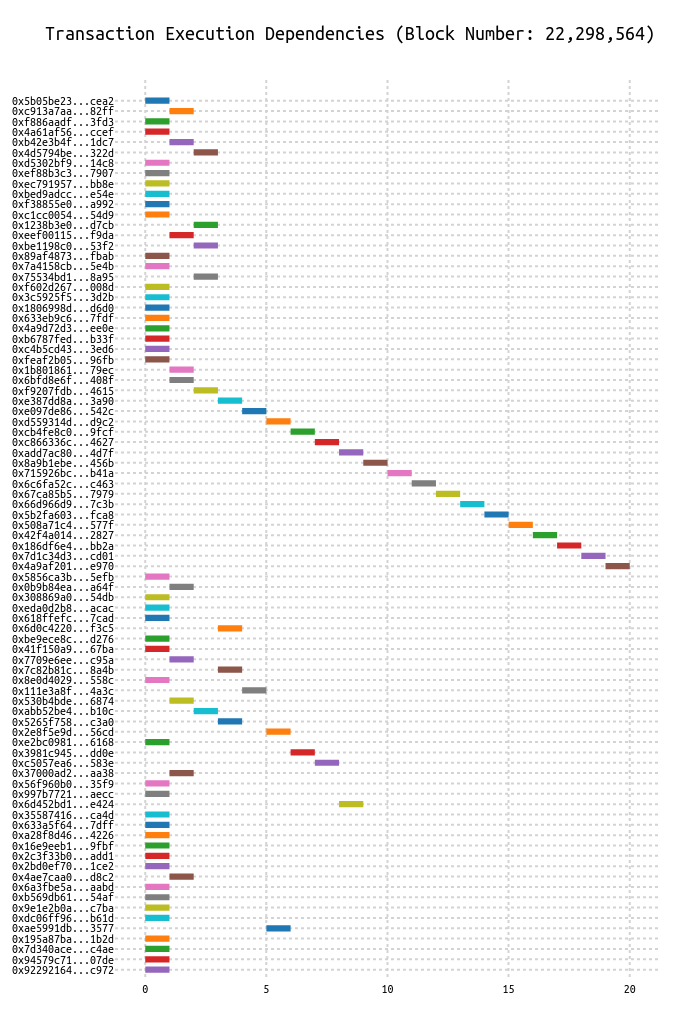 Transaction Execution Dependencies (Block Number: 22,298,564)
0x5b05be23...cea2
0xc913a7aa...82ff
0xf886aadf...3fd3
0x4a61af56...ccef
0xb42e3b4f...1dc7
0x4d5794be...322d
0xd5302bf9...14c8
0xef88b3c3...7907
0xec791957...bb8e
0xbed9adcc...e54e
0xf38855e0...a992
0xc1cc0054...54d9
0x1238b3e0...d7cb
0xeef00115...f9da
0xbe1198c0...53f2
0x89af4873...fbab
0x7a4158cb...5e4b
0x75534bd1...8a95
0xf602d267...008d
0x3c5925f5...3d2b
0x1806998d...d6d0
0x633eb9c6...7fdf
0x4a9d72d3...ee0e
0xb6787fed...b33f
0xc4b5cd43...3ed6
0xfeaf2b05...96fb
0x1b801861...79ec
0x6bfd8e6f...408f
0xf9207fdb...4615
0xe387dd8a...3a90
0xe097de86...542c
0xd559314d...d9c2
0xcb4fe8c0...9fcf
0xc866336c...4627
0xadd7ac80...4d7f
0x8a9b1ebe...456b
0x715926bc...b41a
0x6c6fa52c...c463
0x67ca85b5...7979
0x66d966d9...7c3b
0x5b2fa603...fca8
0x508a71c4...577f
0x42f4a014...2827
0x186df6e4...bb2a
0x7d1c34d3...cd01
0x4a9af201...e970
0x5856ca3b...5efb
0x0b9b84ea...a64f
0x308869a0...54db
0xeda0d2b8...acac
0x618ffefc...7cad
0x6d0c4220...f3c5
0xbe9ece8c...d276
0x41f150a9...67ba
0x7709e6ee...c95a
0x7c82b81c...8a4b
0x8e0d4029...558c
0x111e3a8f...4a3c
0x530b4bde...6874
0xabb52be4...b10c
0x5265f758...c3a0
0x2e8f5e9d...56cd
0xe2bc0981...6168
0x3981c945...dd0e
0xc5057ea6...583e
0x37000ad2...aa38
0x56f960b0...35f9
0x997b7721...aecc
0x6d452bd1...e424
0x35587416...ca4d
0x633a5f64...7dff
0xa28f8d46...4226
0x16e9eeb1...9fbf
0x2c3f33b0...add1
0x2bd0ef70...1ce2
0x4ae7caa0...d8c2
0x6a3fbe5a...aabd
0xb569db61...54af
0x9e1e2b0a...c7ba
0xdc06ff96...b61d
0xae5991db...3577
0x195a87ba...1b2d
0x7d340ace...c4ae
0x94579c71...07de
0x92292164...c972
0 5 10 15 20